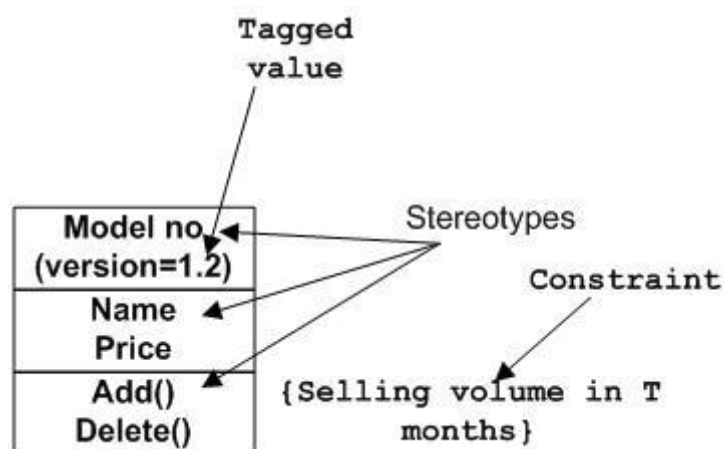 Tagged
value
Model no
(version=1.2)
Stereotypes
Constraint
Name
Price
Add()
Delete()
{Selling volume in T
months}